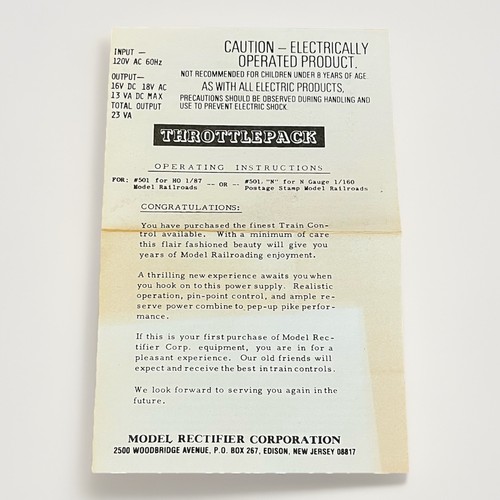 INPUT —
120V AC 60Hz
OUTPUT—
16V DC 18V AC
13 VA DC MAX
TOTAL OUTPUT
23 VA
CAUTION – ELECTRICALLY
OPERATED PRODUCT.
NOT RECOMMENDED FOR CHILDREN UNDER 8 YEARS OF AGE.
AS WITH ALL ELECTRIC PRODUCTS,
PRECAUTIONS SHOULD BE OBSERVED DURING HANDLING AND
USE TO PREVENT ELECTRIC SHOCK.
THROTTLEPACK
OPERATING INSTRUCTIONS
FOR: #501 for HO 1/87 -- OR -- #501, "N" for N Gauge 1/160
Model Railroads Postage Stamp Model Railroads
CONGRATULATIONS:
You have purchased the finest Train Con-
trol available. With a minimum of care
this flair fashioned beauty will give you
years of Model Railroading enjoyment.
A thrilling new experience awaits you when
you hook on to this power supply. Realistic
operation, pin-point control, and ample re-
serve power combine to pep-up pike perfor-
mance.
If this is your first purchase of Model Rec-
tifier Corp. equipment, you are in for a
pleasant experience. Our old friends will
expect and receive the best in train controls.
We look forward to serving you again in the
future.
MODEL RECTIFIER CORPORATION
2500 WOODBRIDGE AVENUE, P.O. BOX 267, EDISON, NEW JERSEY 08817